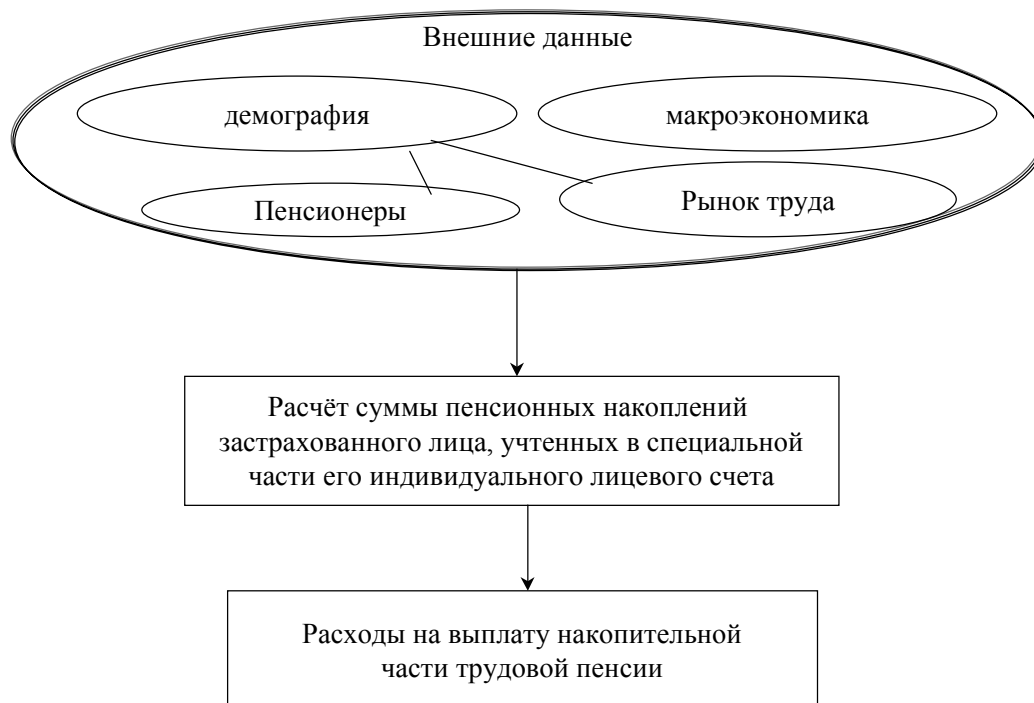 Внешние данные
демография
макроэкономика
Пенсионеры
Рынок труда
Расчёт суммы пенсионных накоплений
застрахованного лица, учтенных в специальной
части его индивидуального лицевого счета
Расходы на выплату накопительной
части трудовой пенсии